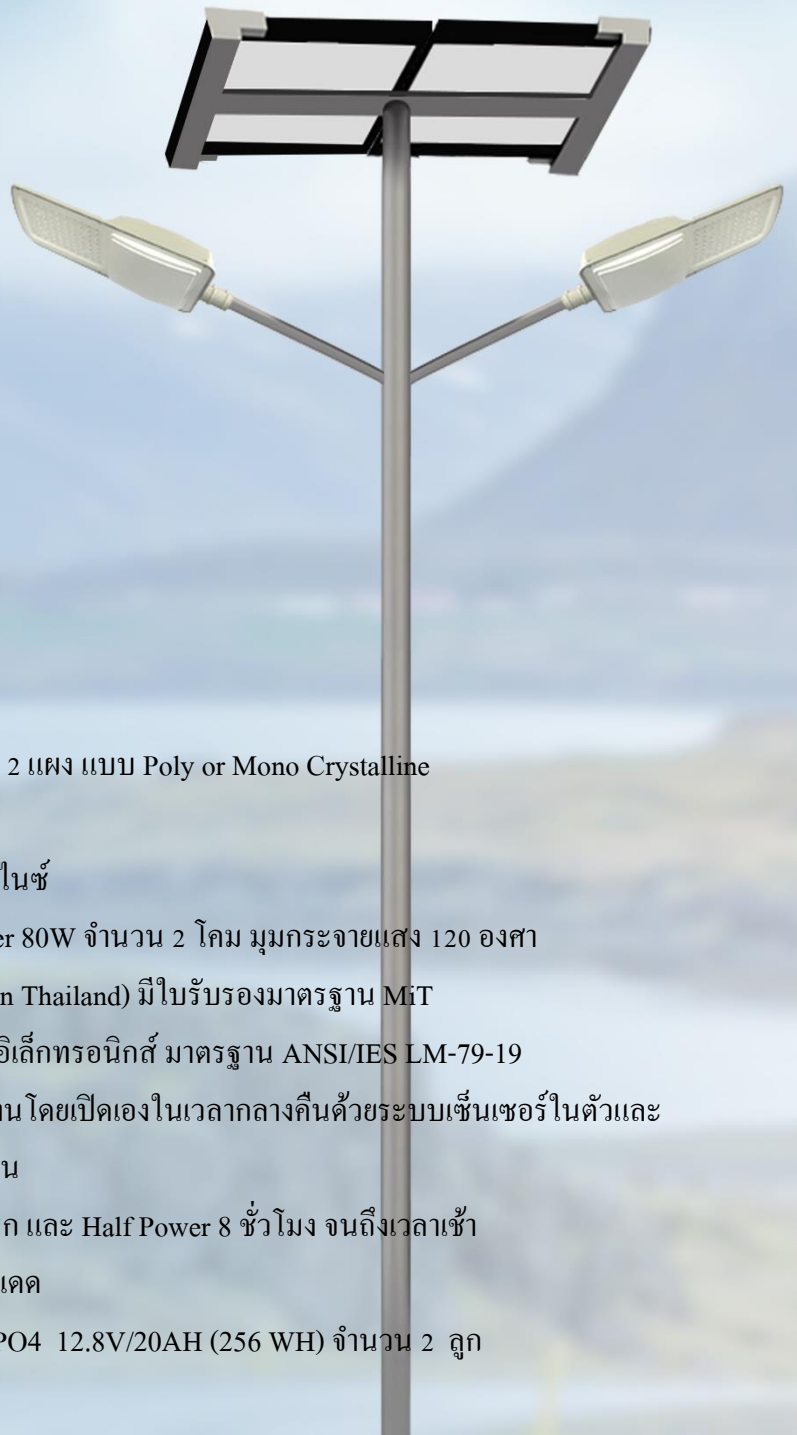 2 แผง แบบ Poly or Mono Crystalline
ไนซ์
er 80W จำนวน 2 โคม มุมกระจายแสง 120 องศา
n Thailand) มีใบรับรองมาตรฐาน MiT
อิเล็กทรอนิกส์ มาตรฐาน ANSI/IES LM-79-19
านโดยเปิดเองในเวลากลางคืนด้วยระบบเซ็นเซอร์ในตัวและ
น
ก และ Half Power 8 ชั่วโมง จนถึงเวลาเช้า
แดด
PO4 12.8V/20AH (256 WH) จำนวน 2 ลูก